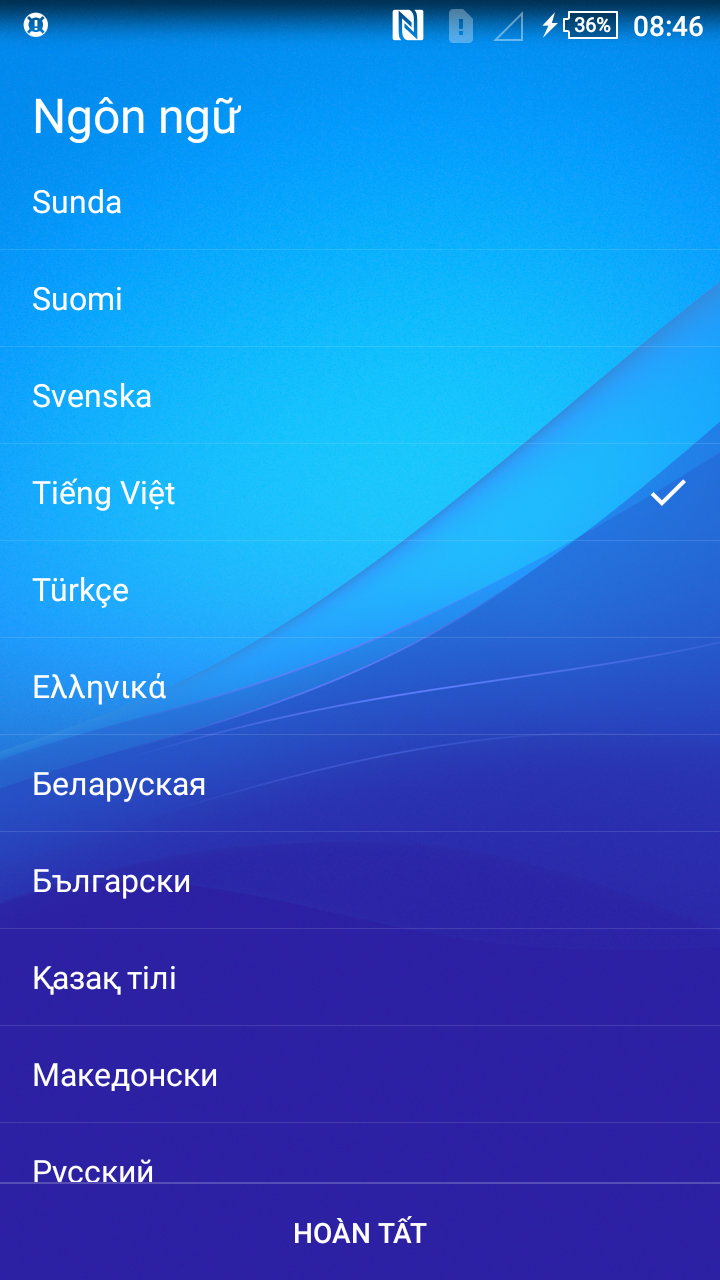 36% 08:46
Ngôn ngữ
Sunda
Suomi
Svenska
Tiếng Việt
Türkçe
Ελληνικά
Беларуская
Български
Қазақ тілі
Македонски
Русский
HOÀN TẤT